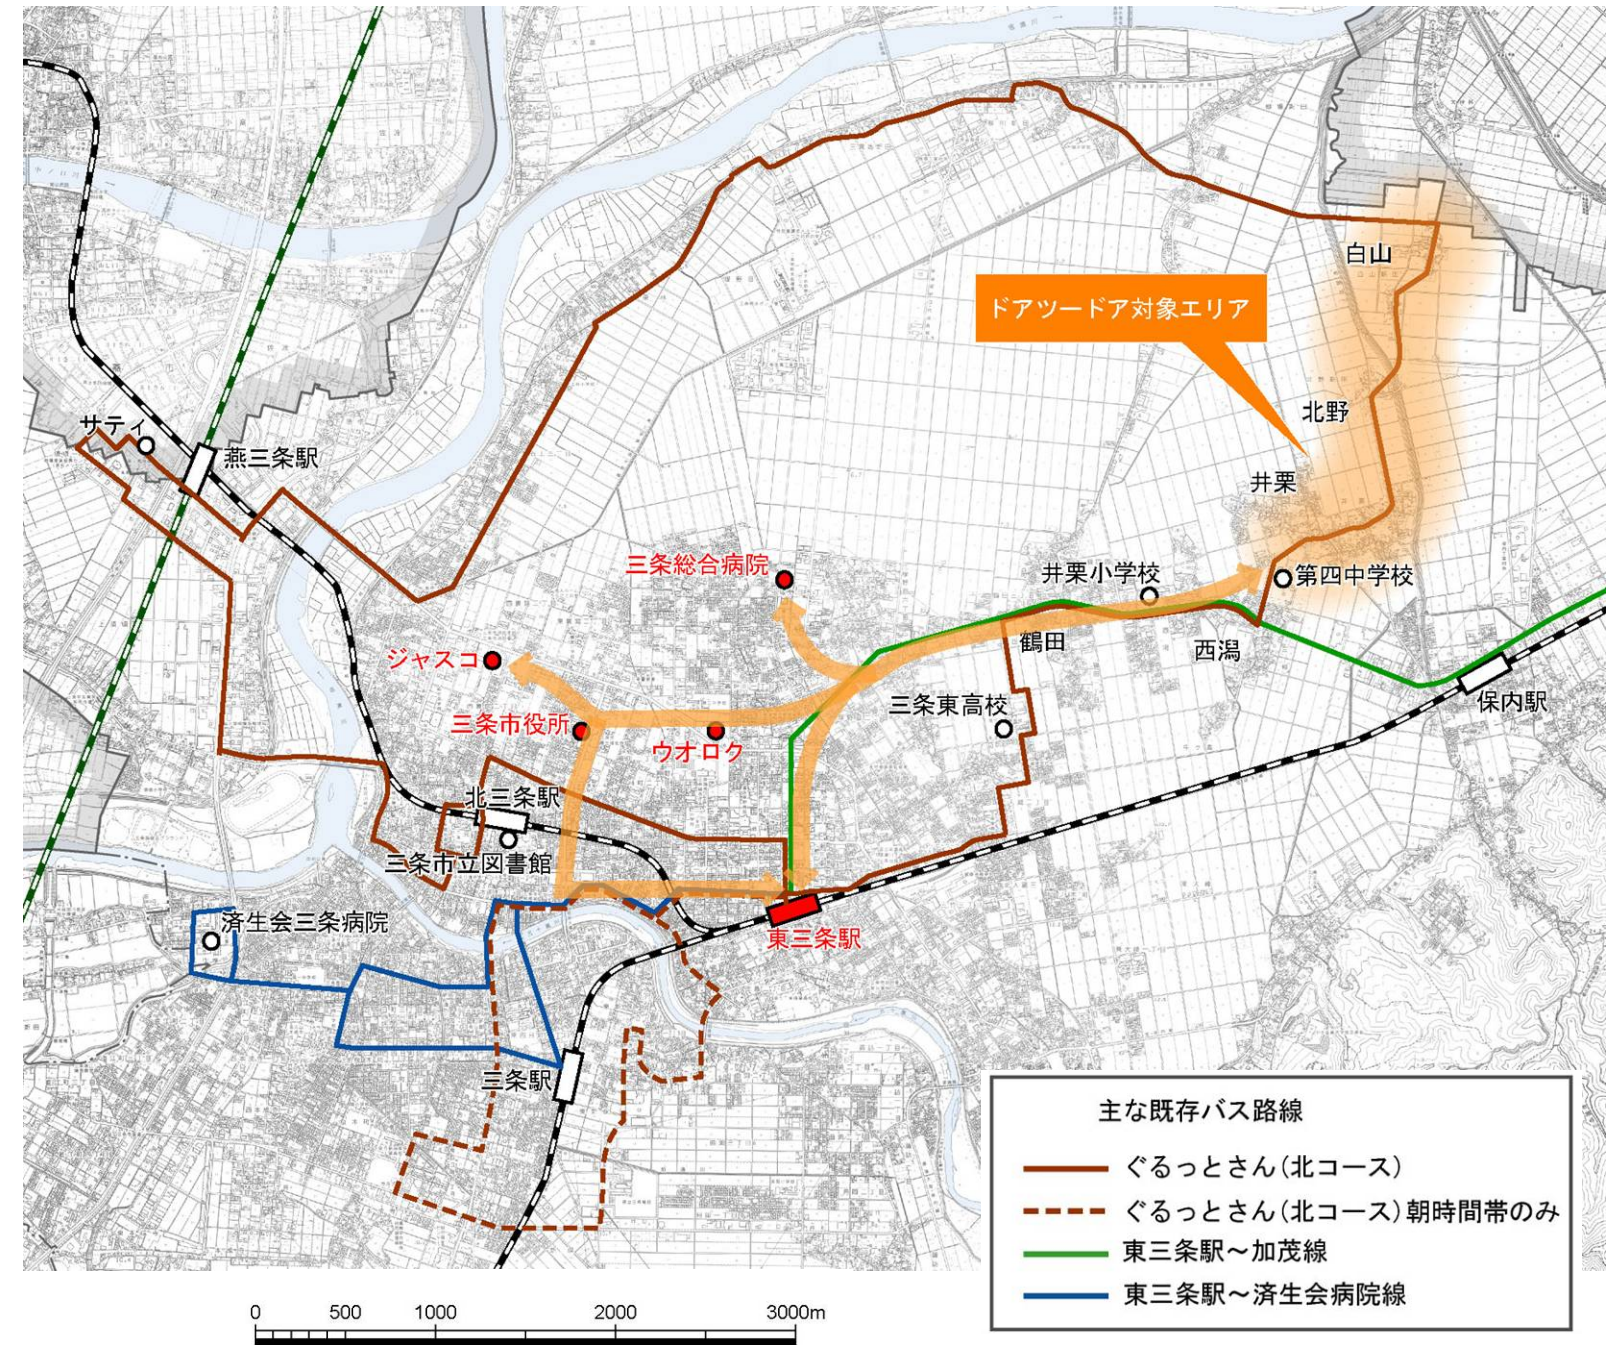 白山
ドアツードア対象エリア
北野
サティ
燕三条駅
井栗
三条総合病院
井栗小学校
第四中学校
鶴田
西潟
ジャスコ
三条市役所
ウオロク
三条東高校
保内駅
北三条駅
三条市立図書館
済生会三条病院
東三条駅
三条駅
主な既存バス路線
ぐるっとさん(北コース)
ぐるっとさん(北コース)朝時間帯のみ
東三条駅～加茂線
東三条駅～済生会病院線
0 500 1000 2000 3000m